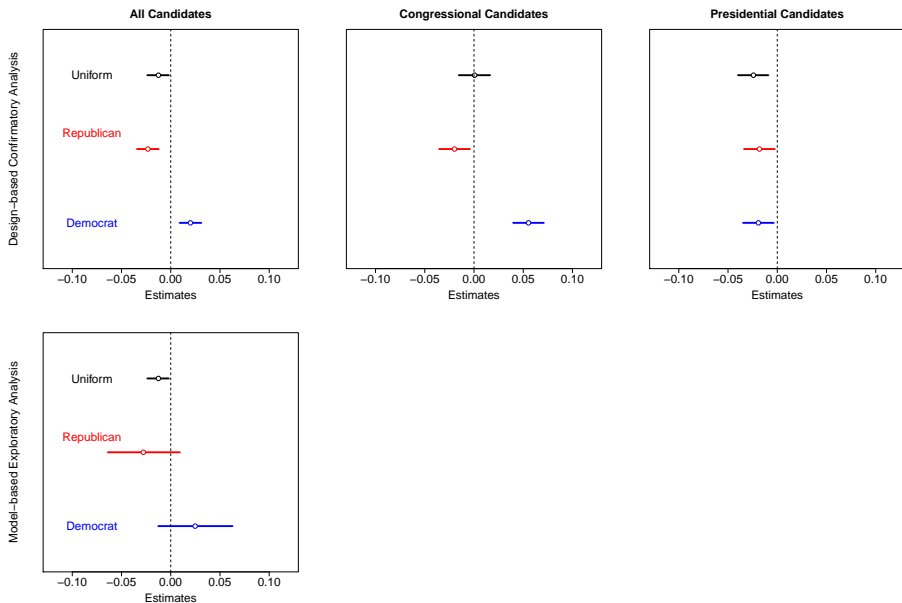 All Candidates
Congressional Candidates
Presidential Candidates
Design−based Confirmatory Analysis
Uniform
Republican
Democrat
−0.10 −0.05 0.00 0.05 0.10
Estimates
−0.10 −0.05 0.00 0.05 0.10
Estimates
−0.10 −0.05 0.00 0.05 0.10
Estimates
Model−based Exploratory Analysis
Uniform
Republican
Democrat
−0.10 −0.05 0.00 0.05 0.10
Estimates